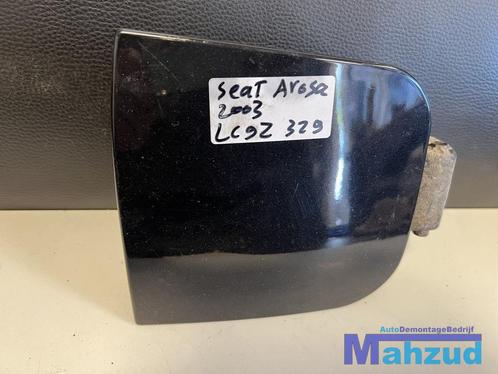 Seat Arosa
2003
LC9Z 329
AutoDemontageBedrijf
Mahzud